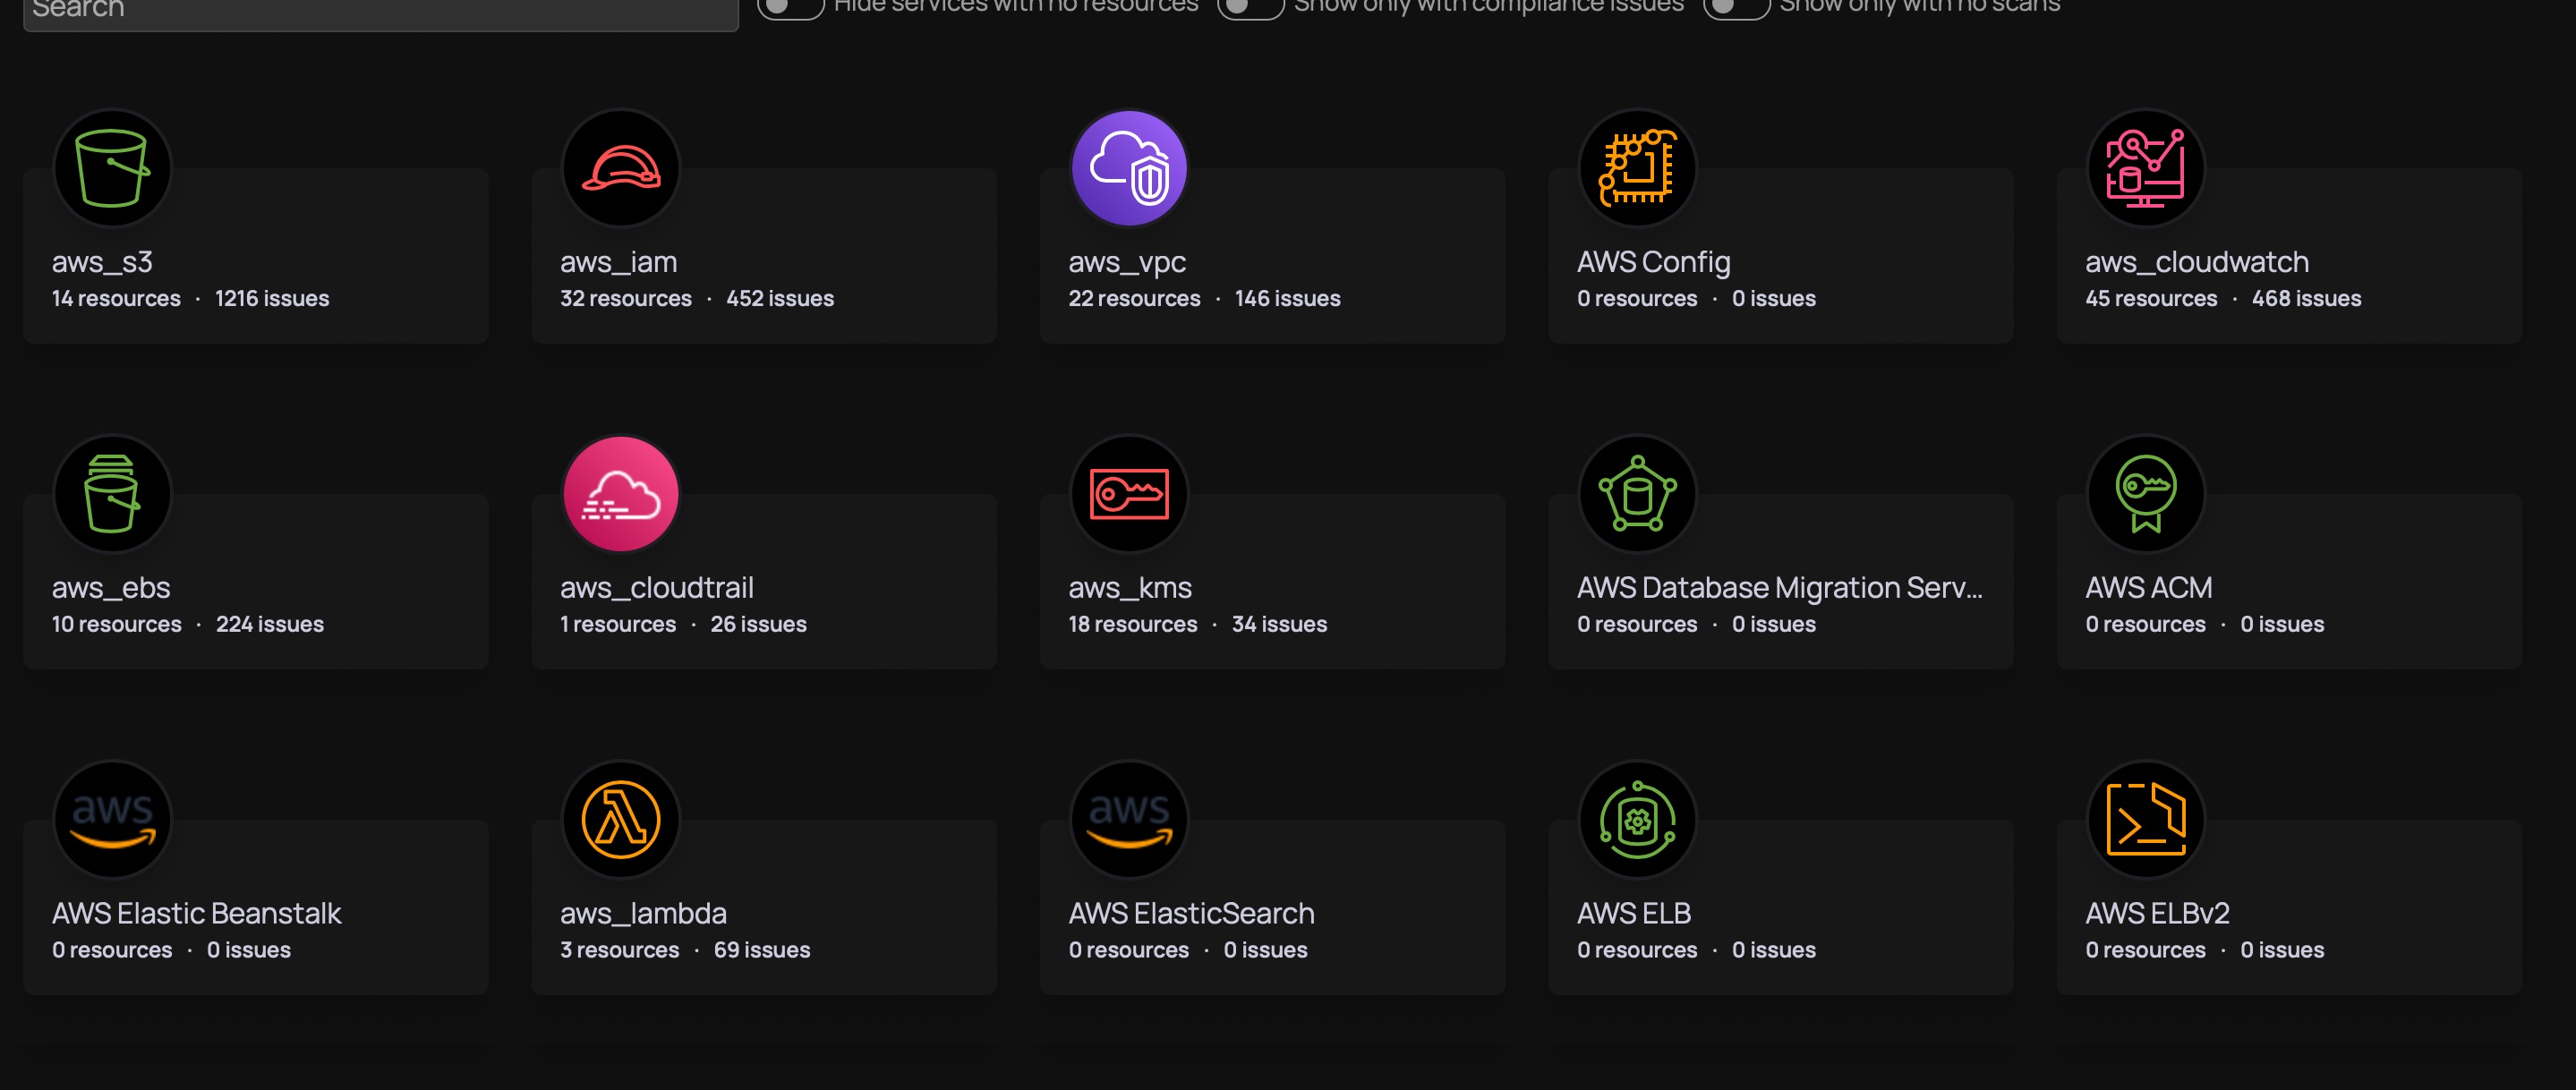 Search
Hide services with no resources
Show only with compliance issues
Show only with no scans
aws_s3
14 resources · 1216 issues
aws_iam
32 resources · 452 issues
aws_vpc
22 resources · 146 issues
AWS Config
0 resources · 0 issues
aws_cloudwatch
45 resources · 468 issues
aws_ebs
10 resources · 224 issues
aws_cloudtrail
1 resources · 26 issues
aws_kms
18 resources · 34 issues
AWS Database Migration Serv...
0 resources · 0 issues
AWS ACM
0 resources · 0 issues
aws
AWS Elastic Beanstalk
0 resources · 0 issues
aws_lambda
3 resources · 69 issues
aws
AWS ElasticSearch
0 resources · 0 issues
AWS ELB
0 resources · 0 issues
AWS ELBv2
0 resources · 0 issues